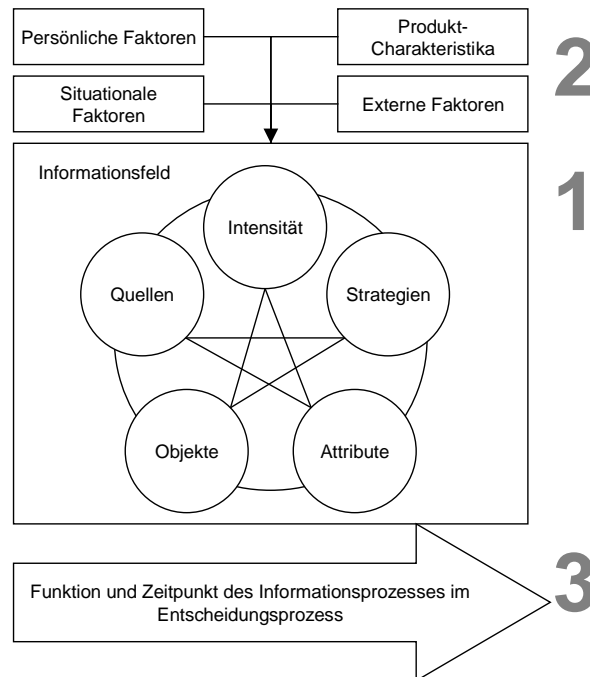 Persönliche Faktoren
Produkt-
Charakteristika
2
Situationale
Faktoren
Externe Faktoren
Informationsfeld
1
Intensität
Quellen
Strategien
Objekte
Attribute
3
Funktion und Zeitpunkt des Informationsprozesses im
Entscheidungsprozess